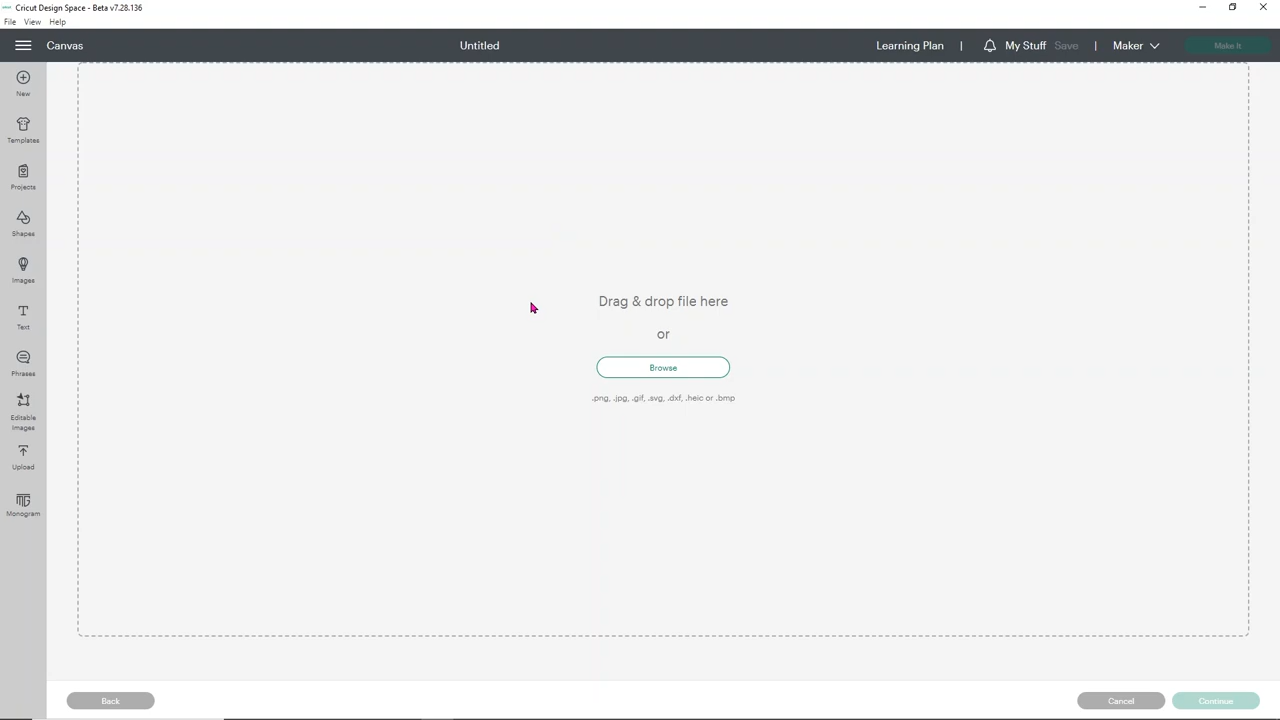 Cricut Design Space - Beta v7.28.136
File View Help
Canvas Untitled Learning Plan | My Stuff Save | Maker Make It
New
Templates
Projects
Shapes
Images
Text
Phrases
Editable
Images
Upload
Monogram
Drag & drop file here
or
Browse
.png, .jpg, .gif, .svg, .dxf, .heic or .bmp
Back Cancel Continue